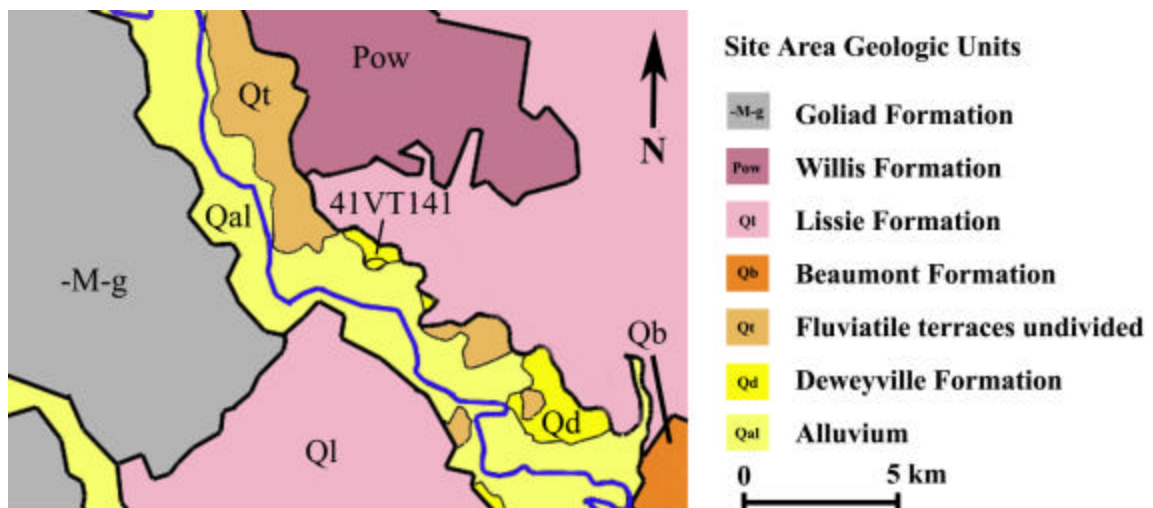 Pow
Qt
N
41VT141
Qal
-M-g
Qb
Qd
Ql
Site Area Geologic Units
-M-g Goliad Formation
Pow Willis Formation
Ql Lissie Formation
Qb Beaumont Formation
Qt Fluviatile terraces undivided
Qd Deweyville Formation
Qal Alluvium
0 5 km